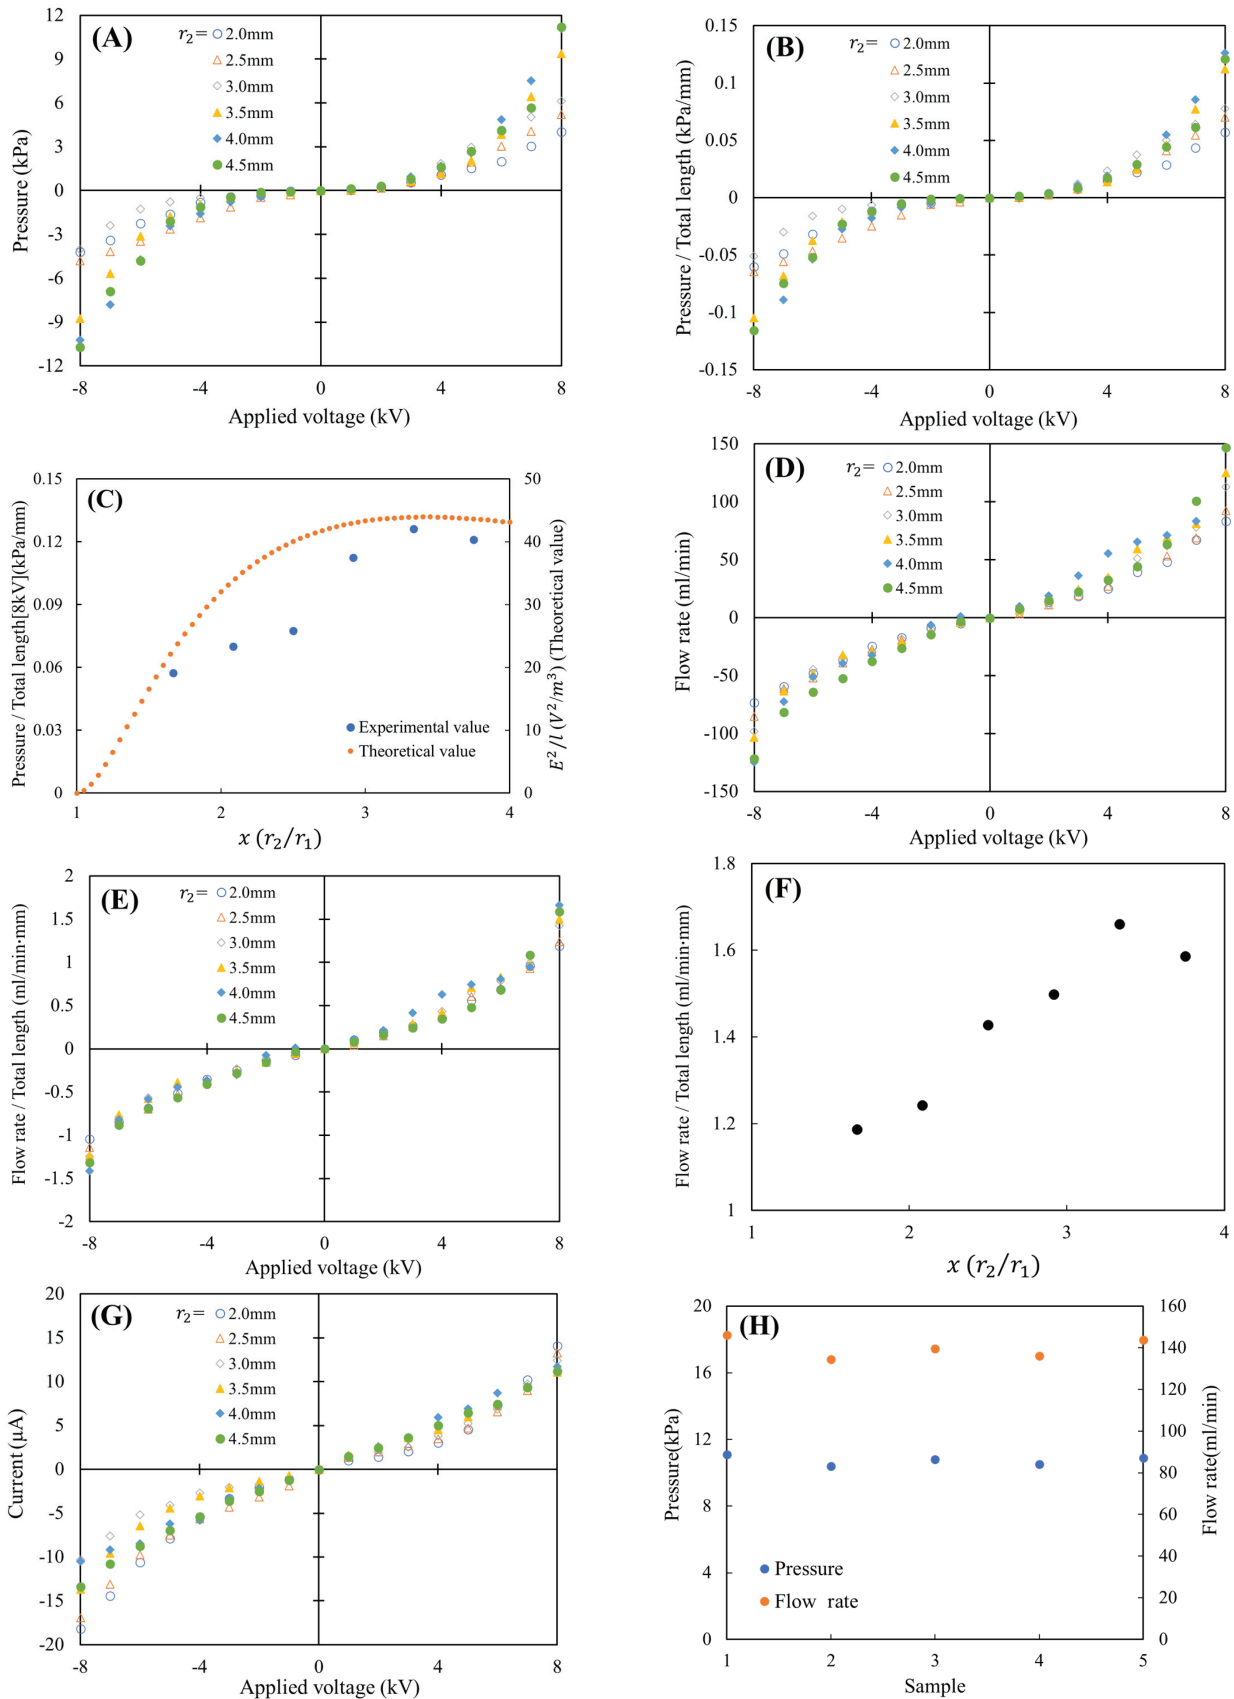 (A)
r₂= 2.0mm
2.5mm
3.0mm
3.5mm
4.0mm
4.5mm
12
9
6
3
0
-3
-6
-9
-12
Pressure (kPa)
-8 -4 0 4 8
Applied voltage (kV)
(B)
r₂= 2.0mm
2.5mm
3.0mm
3.5mm
4.0mm
4.5mm
0.15
0.1
0.05
0
-0.05
-0.1
-0.15
Pressure / Total length (kPa/mm)
-8 -4 0 4 8
Applied voltage (kV)
(C)
0.15
0.12
0.09
0.06
0.03
0
Pressure / Total length[8kV](kPa/mm)
50
40
30
20
10
0
E²/l (V²/m³) (Theoretical value)
Experimental value
Theoretical value
1 2 3 4
x (r₂/r₁)
(D)
r₂= 2.0mm
2.5mm
3.0mm
3.5mm
4.0mm
4.5mm
150
100
50
0
-50
-100
-150
Flow rate (ml/min)
-8 -4 0 4 8
Applied voltage (kV)
(E)
r₂= 2.0mm
2.5mm
3.0mm
3.5mm
4.0mm
4.5mm
2
1.5
1
0.5
0
-0.5
-1
-1.5
-2
Flow rate / Total length (ml/min·mm)
-8 -4 0 4 8
Applied voltage (kV)
(F)
1.8
1.6
1.4
1.2
1
Flow rate / Total length (ml/min·mm)
1 2 3 4
x (r₂/r₁)
(G)
r₂= 2.0mm
2.5mm
3.0mm
3.5mm
4.0mm
4.5mm
20
15
10
5
0
-5
-10
-15
-20
Current (μA)
-8 -4 0 4 8
Applied voltage (kV)
(H)
20
16
12
8
4
0
Pressure(kPa)
160
140
120
100
80
60
40
20
0
Flow rate(ml/min)
Pressure
Flow rate
1 2 3 4 5
Sample